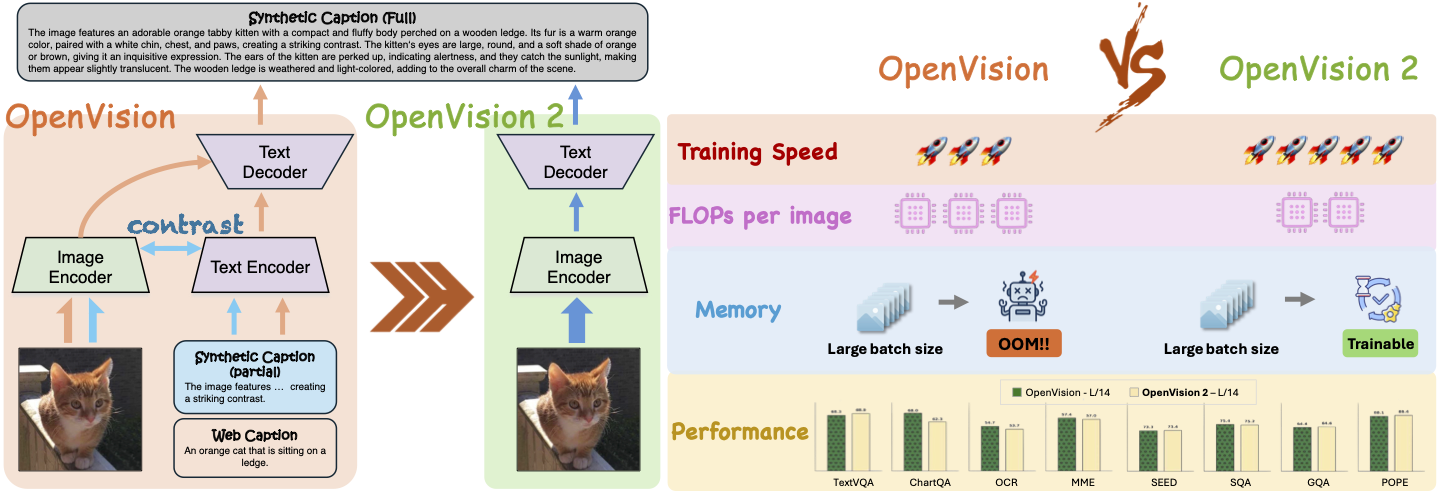 Synthetic Caption (Full)
The image features an adorable orange tabby kitten with a compact and fluffy body perched on a wooden ledge. Its fur is a warm orange
color, paired with a white chin, chest, and paws, creating a striking contrast. The kitten's eyes are large, round, and a soft shade of orange
or brown, giving it an inquisitive expression. The ears of the kitten are perked up, indicating alertness, and they catch the sunlight, making
them appear slightly translucent. The wooden ledge is weathered and light-colored, adding to the overall charm of the scene.
OpenVision
Text
Decoder
contrast
Image
Encoder
Text Encoder
Synthetic Caption
(partial)
The image features ... creating
a striking contrast.
Web Caption
An orange cat that is sitting on a
ledge.
OpenVision 2
Text
Decoder
Image
Encoder
OpenVision
VS
OpenVision 2
Training Speed
FLOPs per image
Memory
Large batch size
OOM!!
Large batch size
Trainable
Performance
OpenVision - L/14
OpenVision 2 – L/14
TextVQA
ChartQA
OCR
MME
SEED
SQA
GQA
POPE